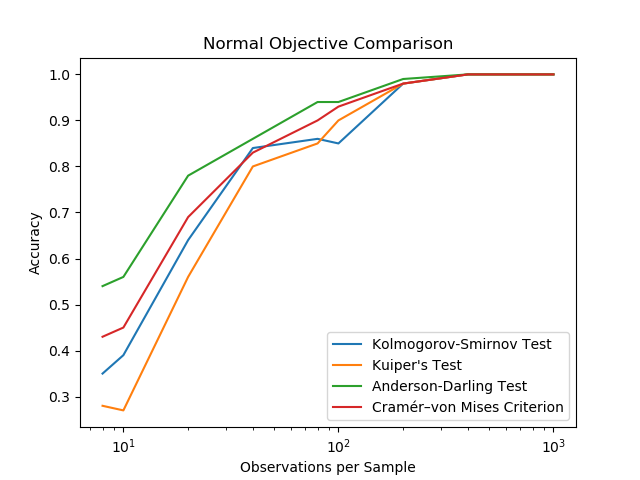 Normal Objective Comparison
1.0
0.9
0.8
0.7
0.6
0.5
0.4
0.3
Accuracy
10¹
10²
10³
Observations per Sample
Kolmogorov-Smirnov Test
Kuiper's Test
Anderson-Darling Test
Cramér–von Mises Criterion